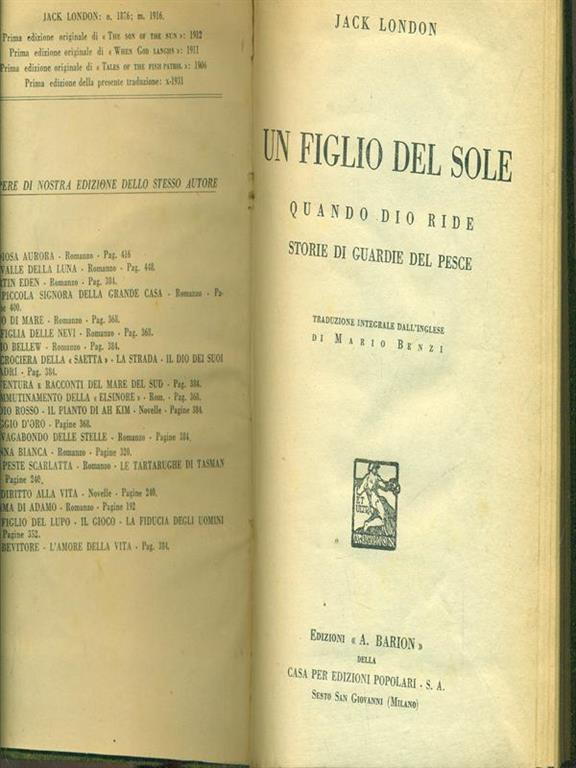 JACK LONDON: n. 1876; m. 1916.
Prima edizione originale di « THE SON OF THE SUN »: 1912
Prima edizione originale di « WHEN GOD LANGHS »: 1911
Prima edizione originale di « TALES OF THE FISH PATROL »: 1906
Prima edizione della presente traduzione: x-1931
PERE DI NOSTRA EDIZIONE DELLO STESSO AUTORE
IOSA AURORA - Romanzo - Pag. 416
VALLE DELLA LUNA - Romanzo - Pag. 448.
TIN EDEN - Romanzo - Pag. 384.
PICCOLA SIGNORA DELLA GRANDE CASA - Romanzo - Pa-
e 400.
O DI MARE - Romanzo - Pag. 368.
FIGLIA DELLE NEVI - Romanzo - Pag. 368.
O BELLEW - Romanzo - Pag. 384.
CROCIERA DELLA « SAETTA » - LA STRADA - IL DIO DEI SUOI
ADRI - Pag. 384.
VENTURA E RACCONTI DEL MARE DEL SUD - Pag. 384.
MMUTINAMENTO DELLA « ELSINORE » - Rom. - Pag. 368.
IO ROSSO - IL PIANTO DI AH KIM - Novelle - Pagine 384.
GGIO D'ORO - Pagine 368.
VAGABONDO DELLE STELLE - Romanzo - Pagine 384.
NNA BIANCA - Romanzo - Pagine 320.
PESTE SCARLATTA - Romanzo - LE TARTARUGHE DI TASMAN
Pagine 240.
DIRITTO ALLA VITA - Novelle - Pagine 240.
MA DI ADAMO - Romanzo - Pagine 192
FIGLIO DEL LUPO - IL GIOCO - LA FIDUCIA DEGLI UOMINI
Pagine 352.
BEVITORE - L'AMORE DELLA VITA - Pag. 384.
JACK LONDON
UN FIGLIO DEL SOLE
QUANDO DIO RIDE
STORIE DI GUARDIE DEL PESCE
TRADUZIONE INTEGRALE DALL'INGLESE
DI MARIO BENZI
EDIZIONI « A. BARION »
DELLA
CASA PER EDIZIONI POPOLARI - S. A.
SESTO SAN GIOVANNI (MILANO)